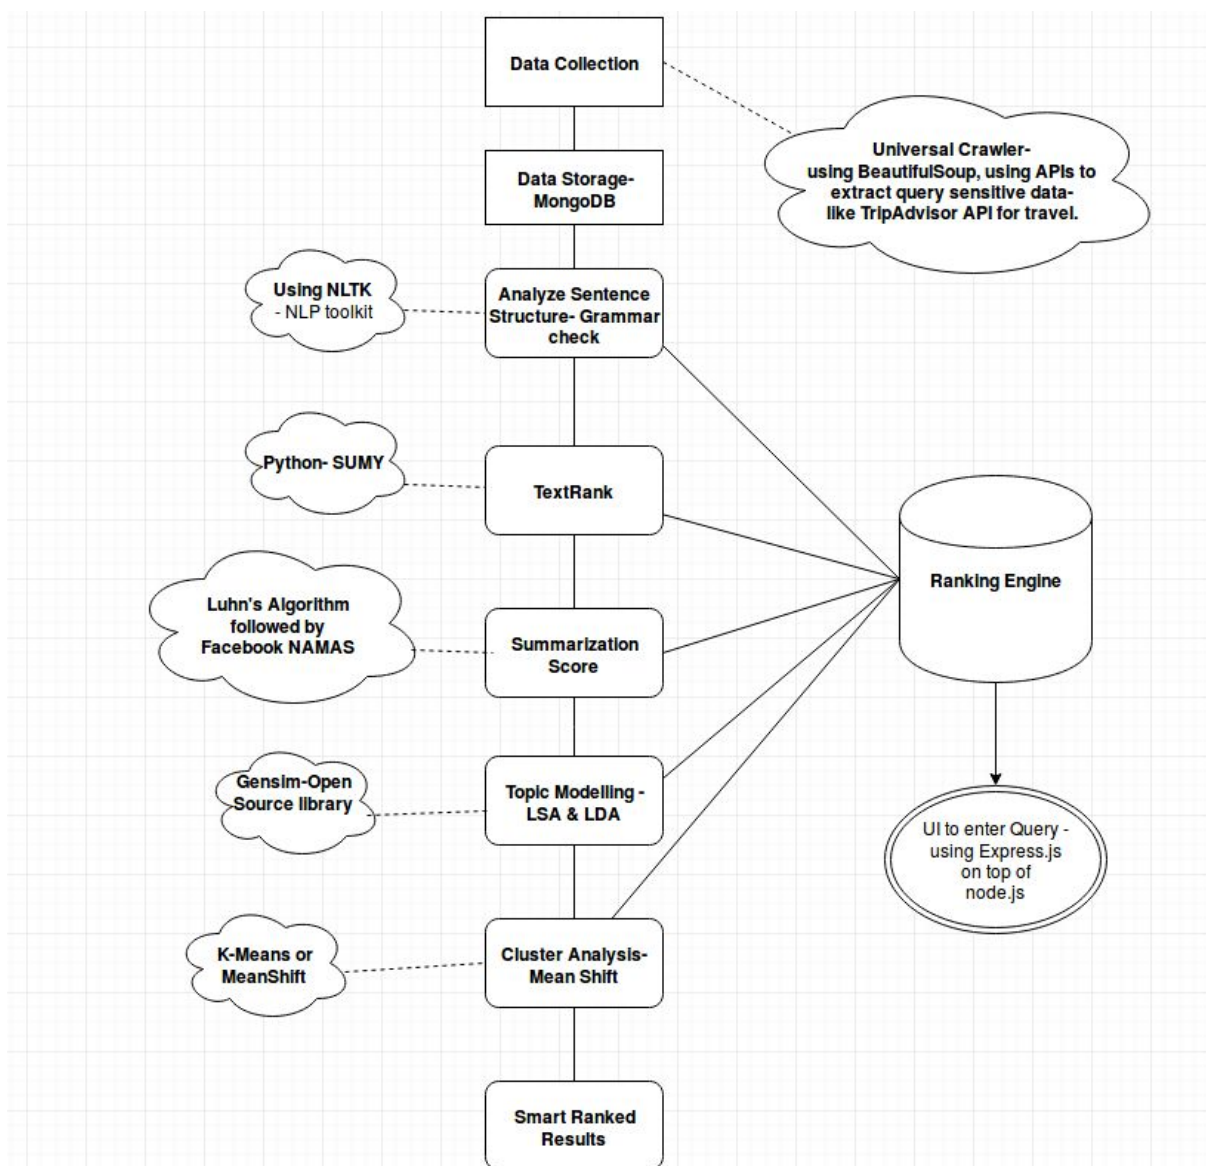 Data Collection
Universal Crawler-
using BeautifulSoup, using APIs to
extract query sensitive data-
like TripAdvisor API for travel.
Data Storage-
MongoDB
Using NLTK
- NLP toolkit
Analyze Sentence
Structure- Grammar
check
Python- SUMY
TextRank
Ranking Engine
Luhn's Algorithm
followed by
Facebook NAMAS
Summarization
Score
Gensim-Open
Source library
Topic Modelling -
LSA & LDA
UI to enter Query -
using Express.js
on top of
node.js
K-Means or
MeanShift
Cluster Analysis-
Mean Shift
Smart Ranked
Results